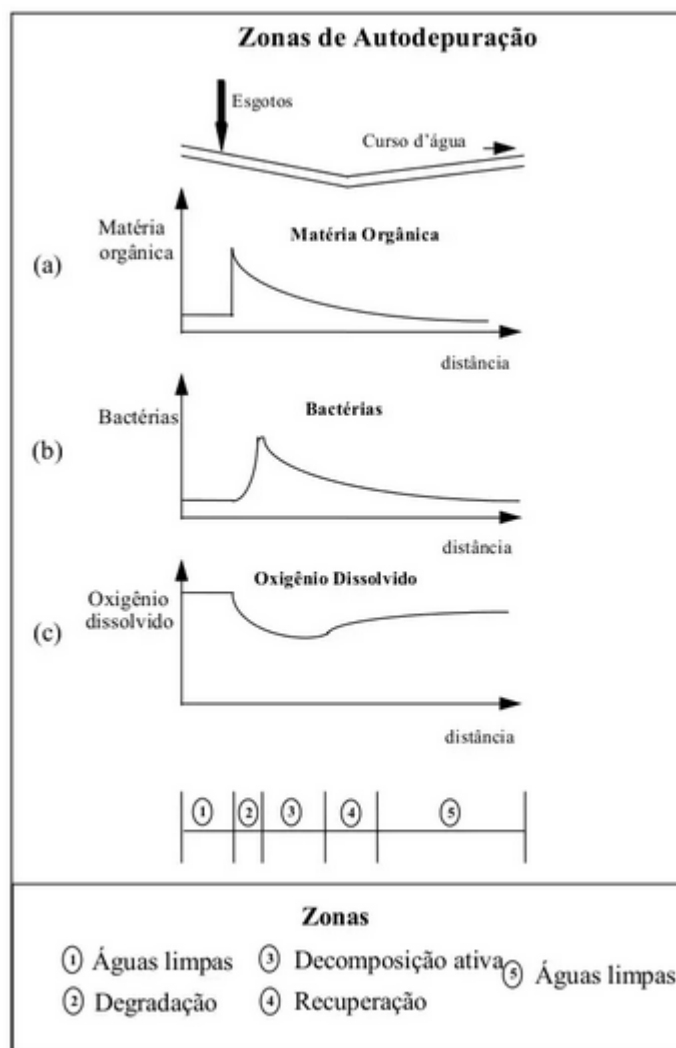 Zonas de Autodepuração
Esgotos
Curso d'água
(a)
Matéria
orgânica
Matéria Orgânica
distância
(b)
Bactérias
Bactérias
distância
(c)
Oxigênio
dissolvido
Oxigênio Dissolvido
distância
1 2 3 4 5
Zonas
1 Águas limpas 3 Decomposição ativa 5 Águas limpas
2 Degradação 4 Recuperação